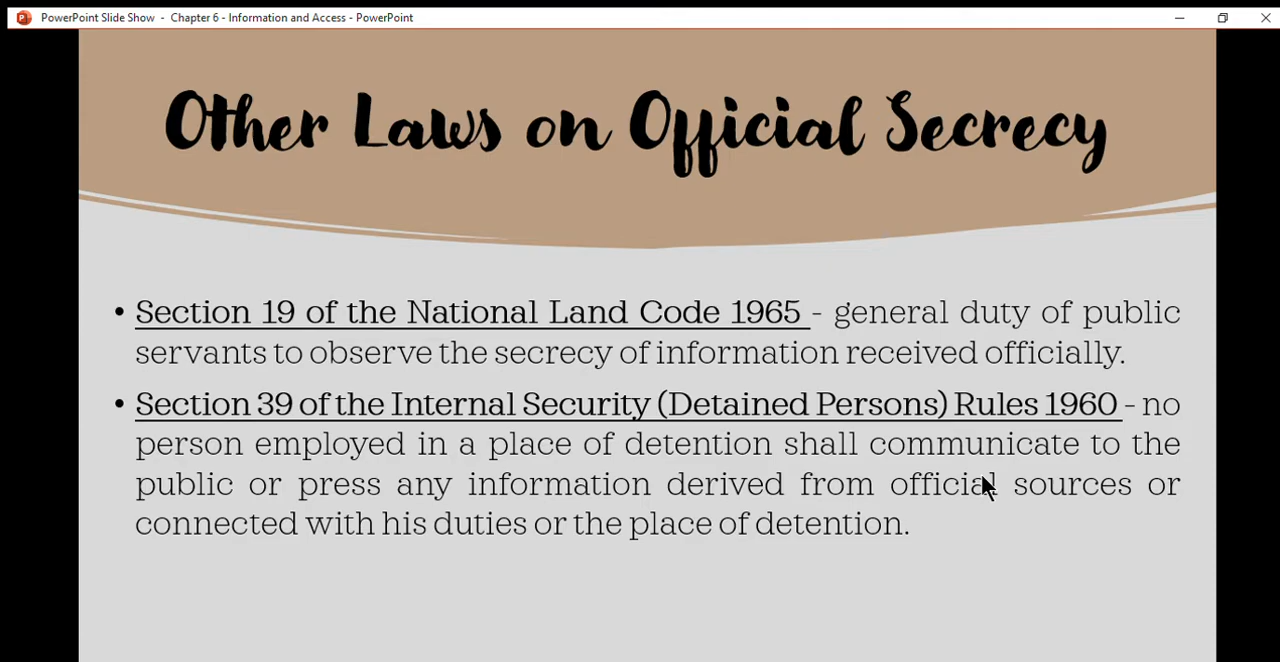 PowerPoint Slide Show - Chapter 6 - Information and Access - PowerPoint
Other Laws on Official Secrecy
• Section 19 of the National Land Code 1965 - general duty of public
servants to observe the secrecy of information received officially.
• Section 39 of the Internal Security (Detained Persons) Rules 1960 - no
person employed in a place of detention shall communicate to the
public or press any information derived from official sources or
connected with his duties or the place of detention.